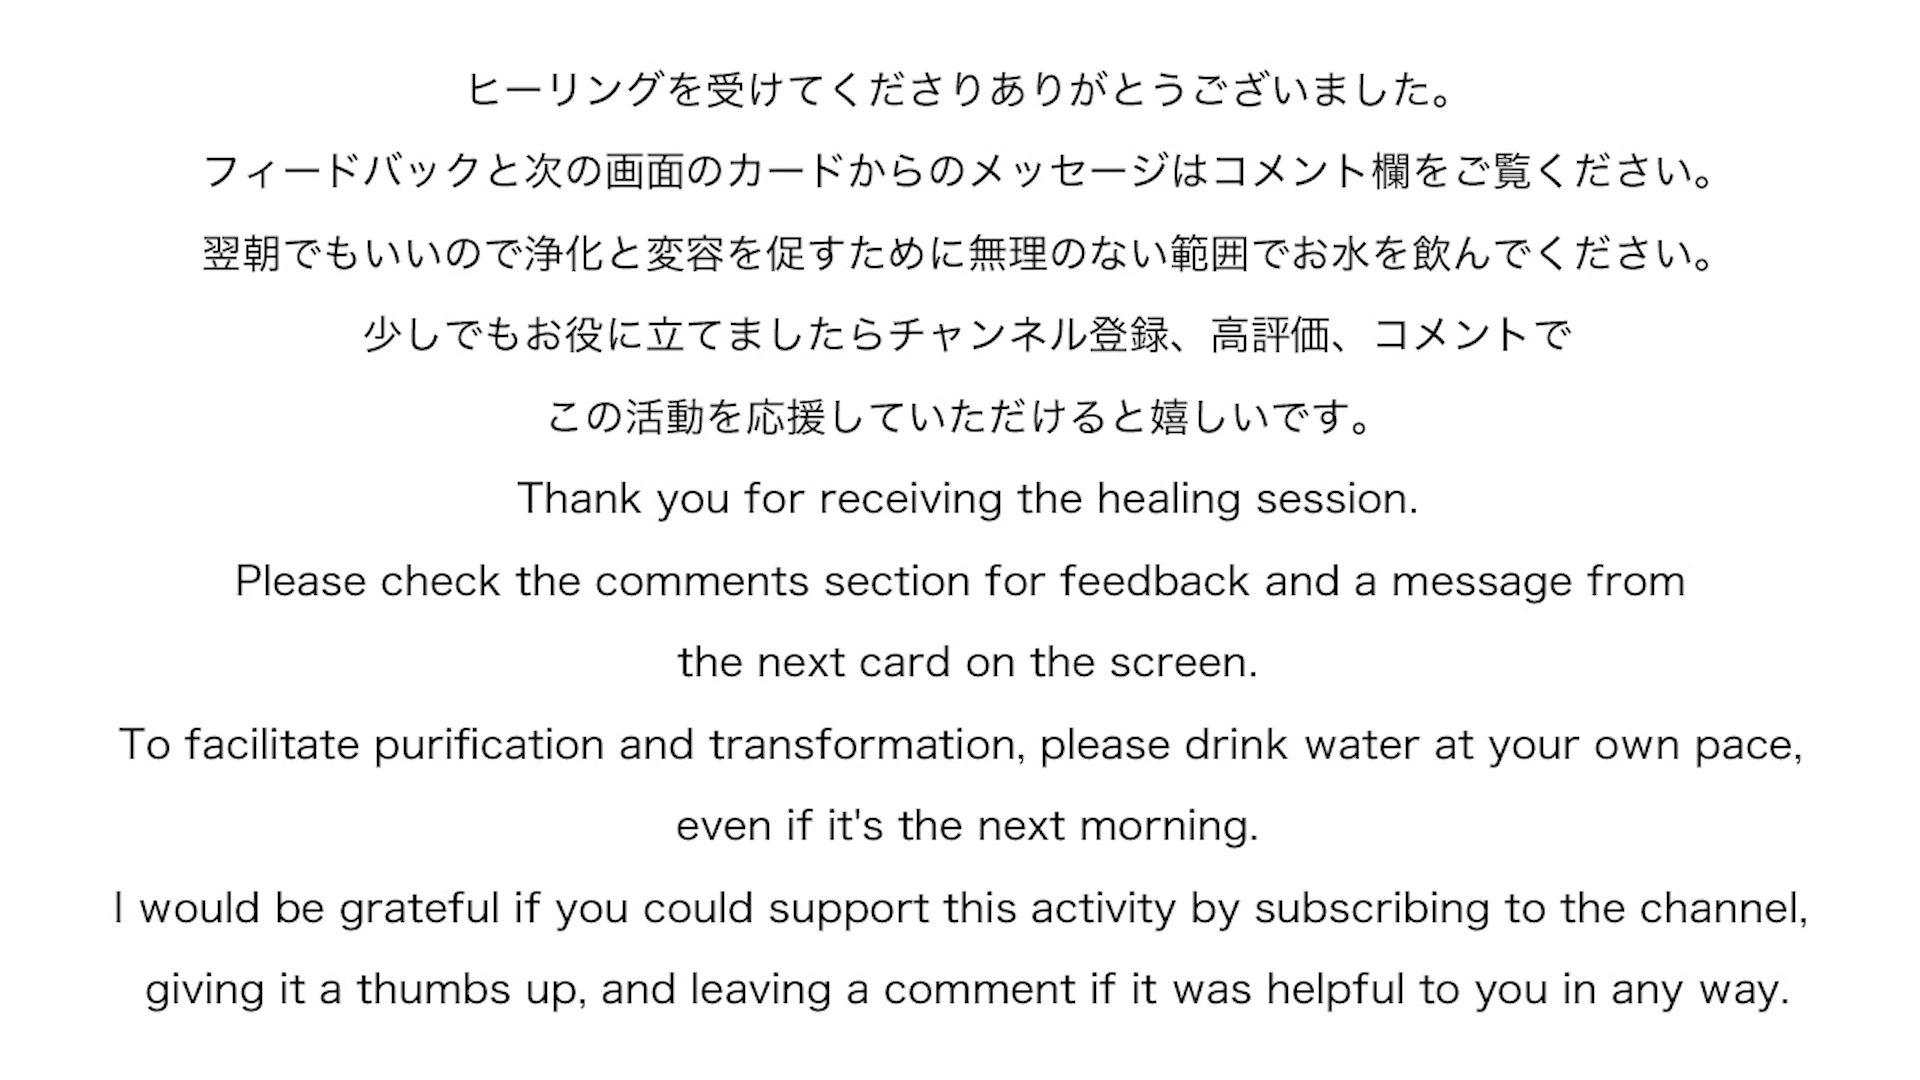 ヒーリングを受けてくださりありがとうございました。
フィードバックと次の画面のカードからのメッセージはコメント欄をご覧ください。
翌朝でもいいので浄化と変容を促すために無理のない範囲でお水を飲んでください。
少しでもお役に立てましたらチャンネル登録、高評価、コメントで
この活動を応援していただけると嬉しいです。
Thank you for receiving the healing session.
Please check the comments section for feedback and a message from
the next card on the screen.
To facilitate purification and transformation, please drink water at your own pace,
even if it's the next morning.
I would be grateful if you could support this activity by subscribing to the channel,
giving it a thumbs up, and leaving a comment if it was helpful to you in any way.